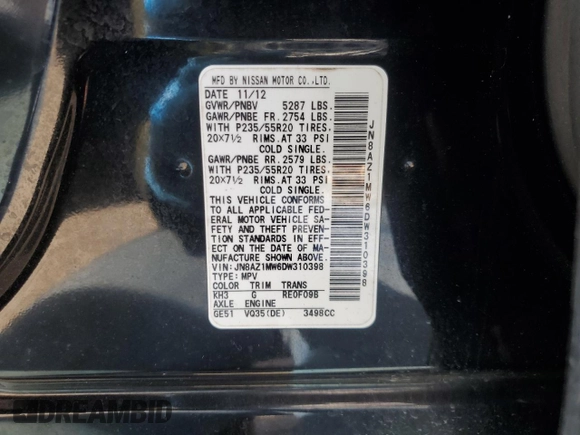 MFD BY NISSAN MOTOR CO.,LTD.
DATE 11/12
GVWR/PNBV 5287 LBS.
GAWR/PNBE FR. 2754 LBS.
WITH P235/55R20 TIRES.
20×7½ RIMS. AT 33 PSI
COLD SINGLE.
GAWR/PNBE RR. 2579 LBS.
WITH P235/55R20 TIRES.
20×7½ RIMS. AT 33 PSI
COLD SINGLE.
THIS VEHICLE CONFORMS
TO ALL APPLICABLE FED-
ERAL MOTOR VEHICLE SA-
FETY AND THEFT PREVEN-
TION STANDARDS IN EFF-
ECT ON THE DATE OF MA-
NUFACTURE SHOWN ABOVE.
VIN: JN8AZ1MW6DW310398
TYPE: MPV
COLOR TRIM TRANS
KH3 G RE0F09B
AXLE ENGINE
GE51 VQ35(DE) 3498CC
JN8AZ1MW6DW310398
DREAMBID